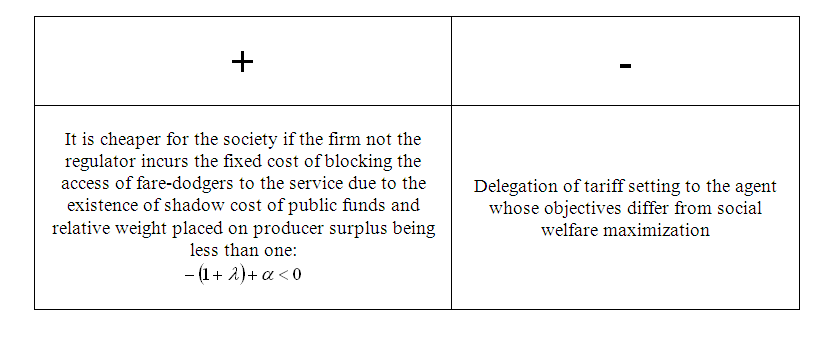 +
-
It is cheaper for the society if the firm not the
regulator incurs the fixed cost of blocking the
access of fare-dodgers to the service due to the
existence of shadow cost of public funds and
relative weight placed on producer surplus being
less than one:
−(1+ λ)+ α < 0
Delegation of tariff setting to the agent
whose objectives differ from social
welfare maximization